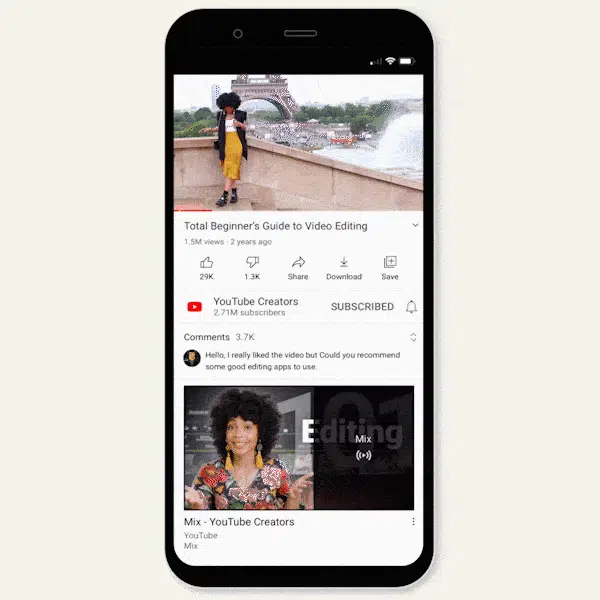 Total Beginner's Guide to Video Editing
1.5M views · 2 years ago
29K
1.3K
Share
Download
Save
YouTube Creators
2.71M subscribers
SUBSCRIBED
Comments 3.7K
Hello, I really liked the video but Could you recommend
some good editing apps to use.
101
Editing
Mix
Mix - YouTube Creators
YouTube
Mix.